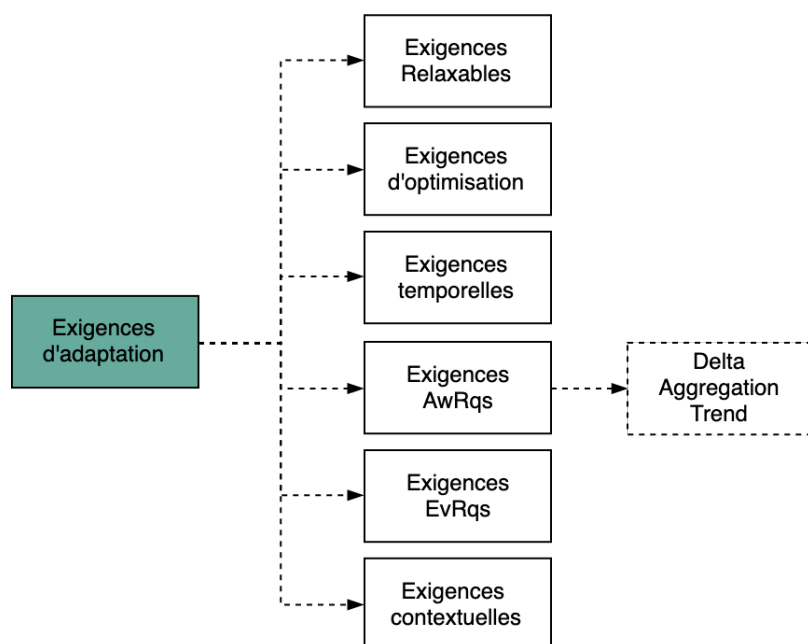 Exigences
Relaxables
Exigences
d'optimisation
Exigences
temporelles
Exigences
d'adaptation
Exigences
AwRqs
Delta
Aggregation
Trend
Exigences
EvRqs
Exigences
contextuelles